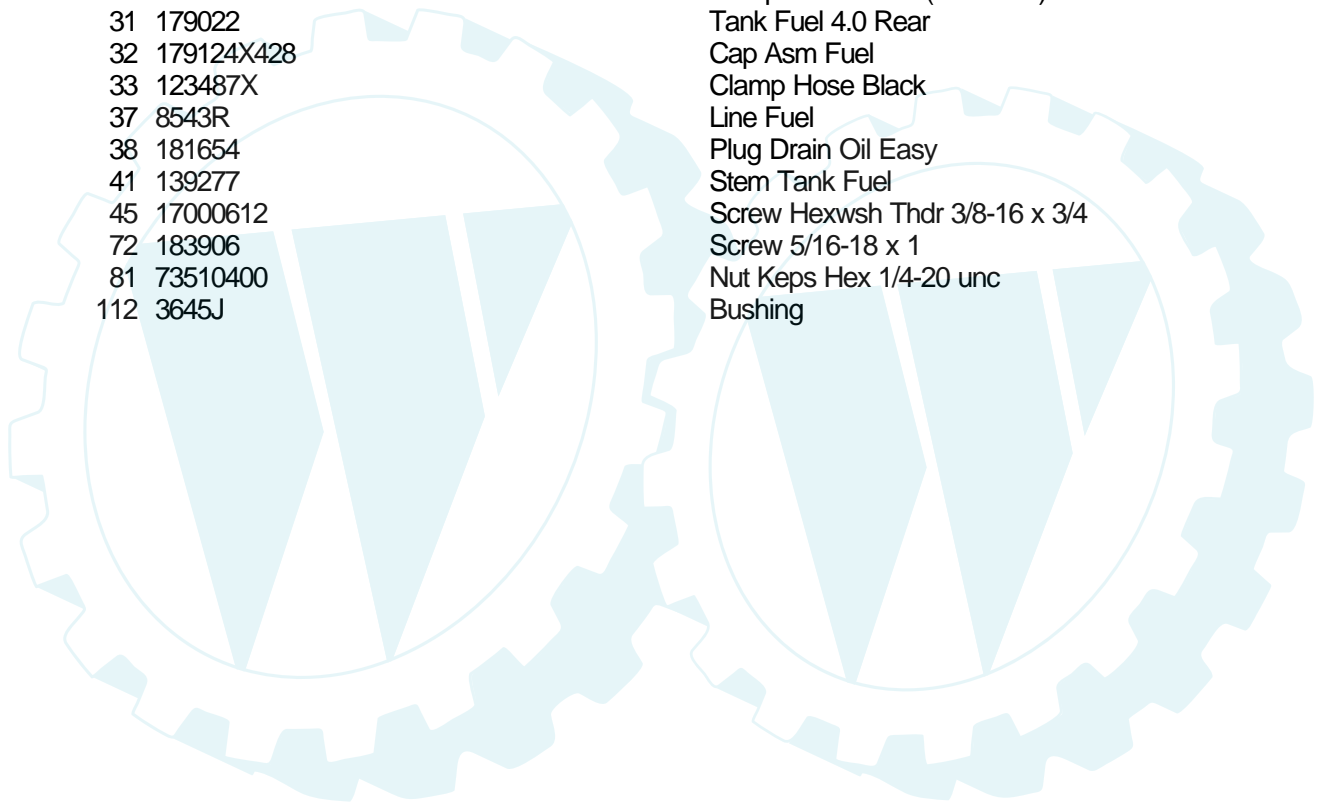 31 179022 Tank Fuel 4.0 Rear
32 179124X428 Cap Asm Fuel
33 123487X Clamp Hose Black
37 8543R Line Fuel
38 181654 Plug Drain Oil Easy
41 139277 Stem Tank Fuel
45 17000612 Screw Hexwsh Thdr 3/8-16 x 3/4
72 183906 Screw 5/16-18 x 1
81 73510400 Nut Keps Hex 1/4-20 unc
112 3645J Bushing